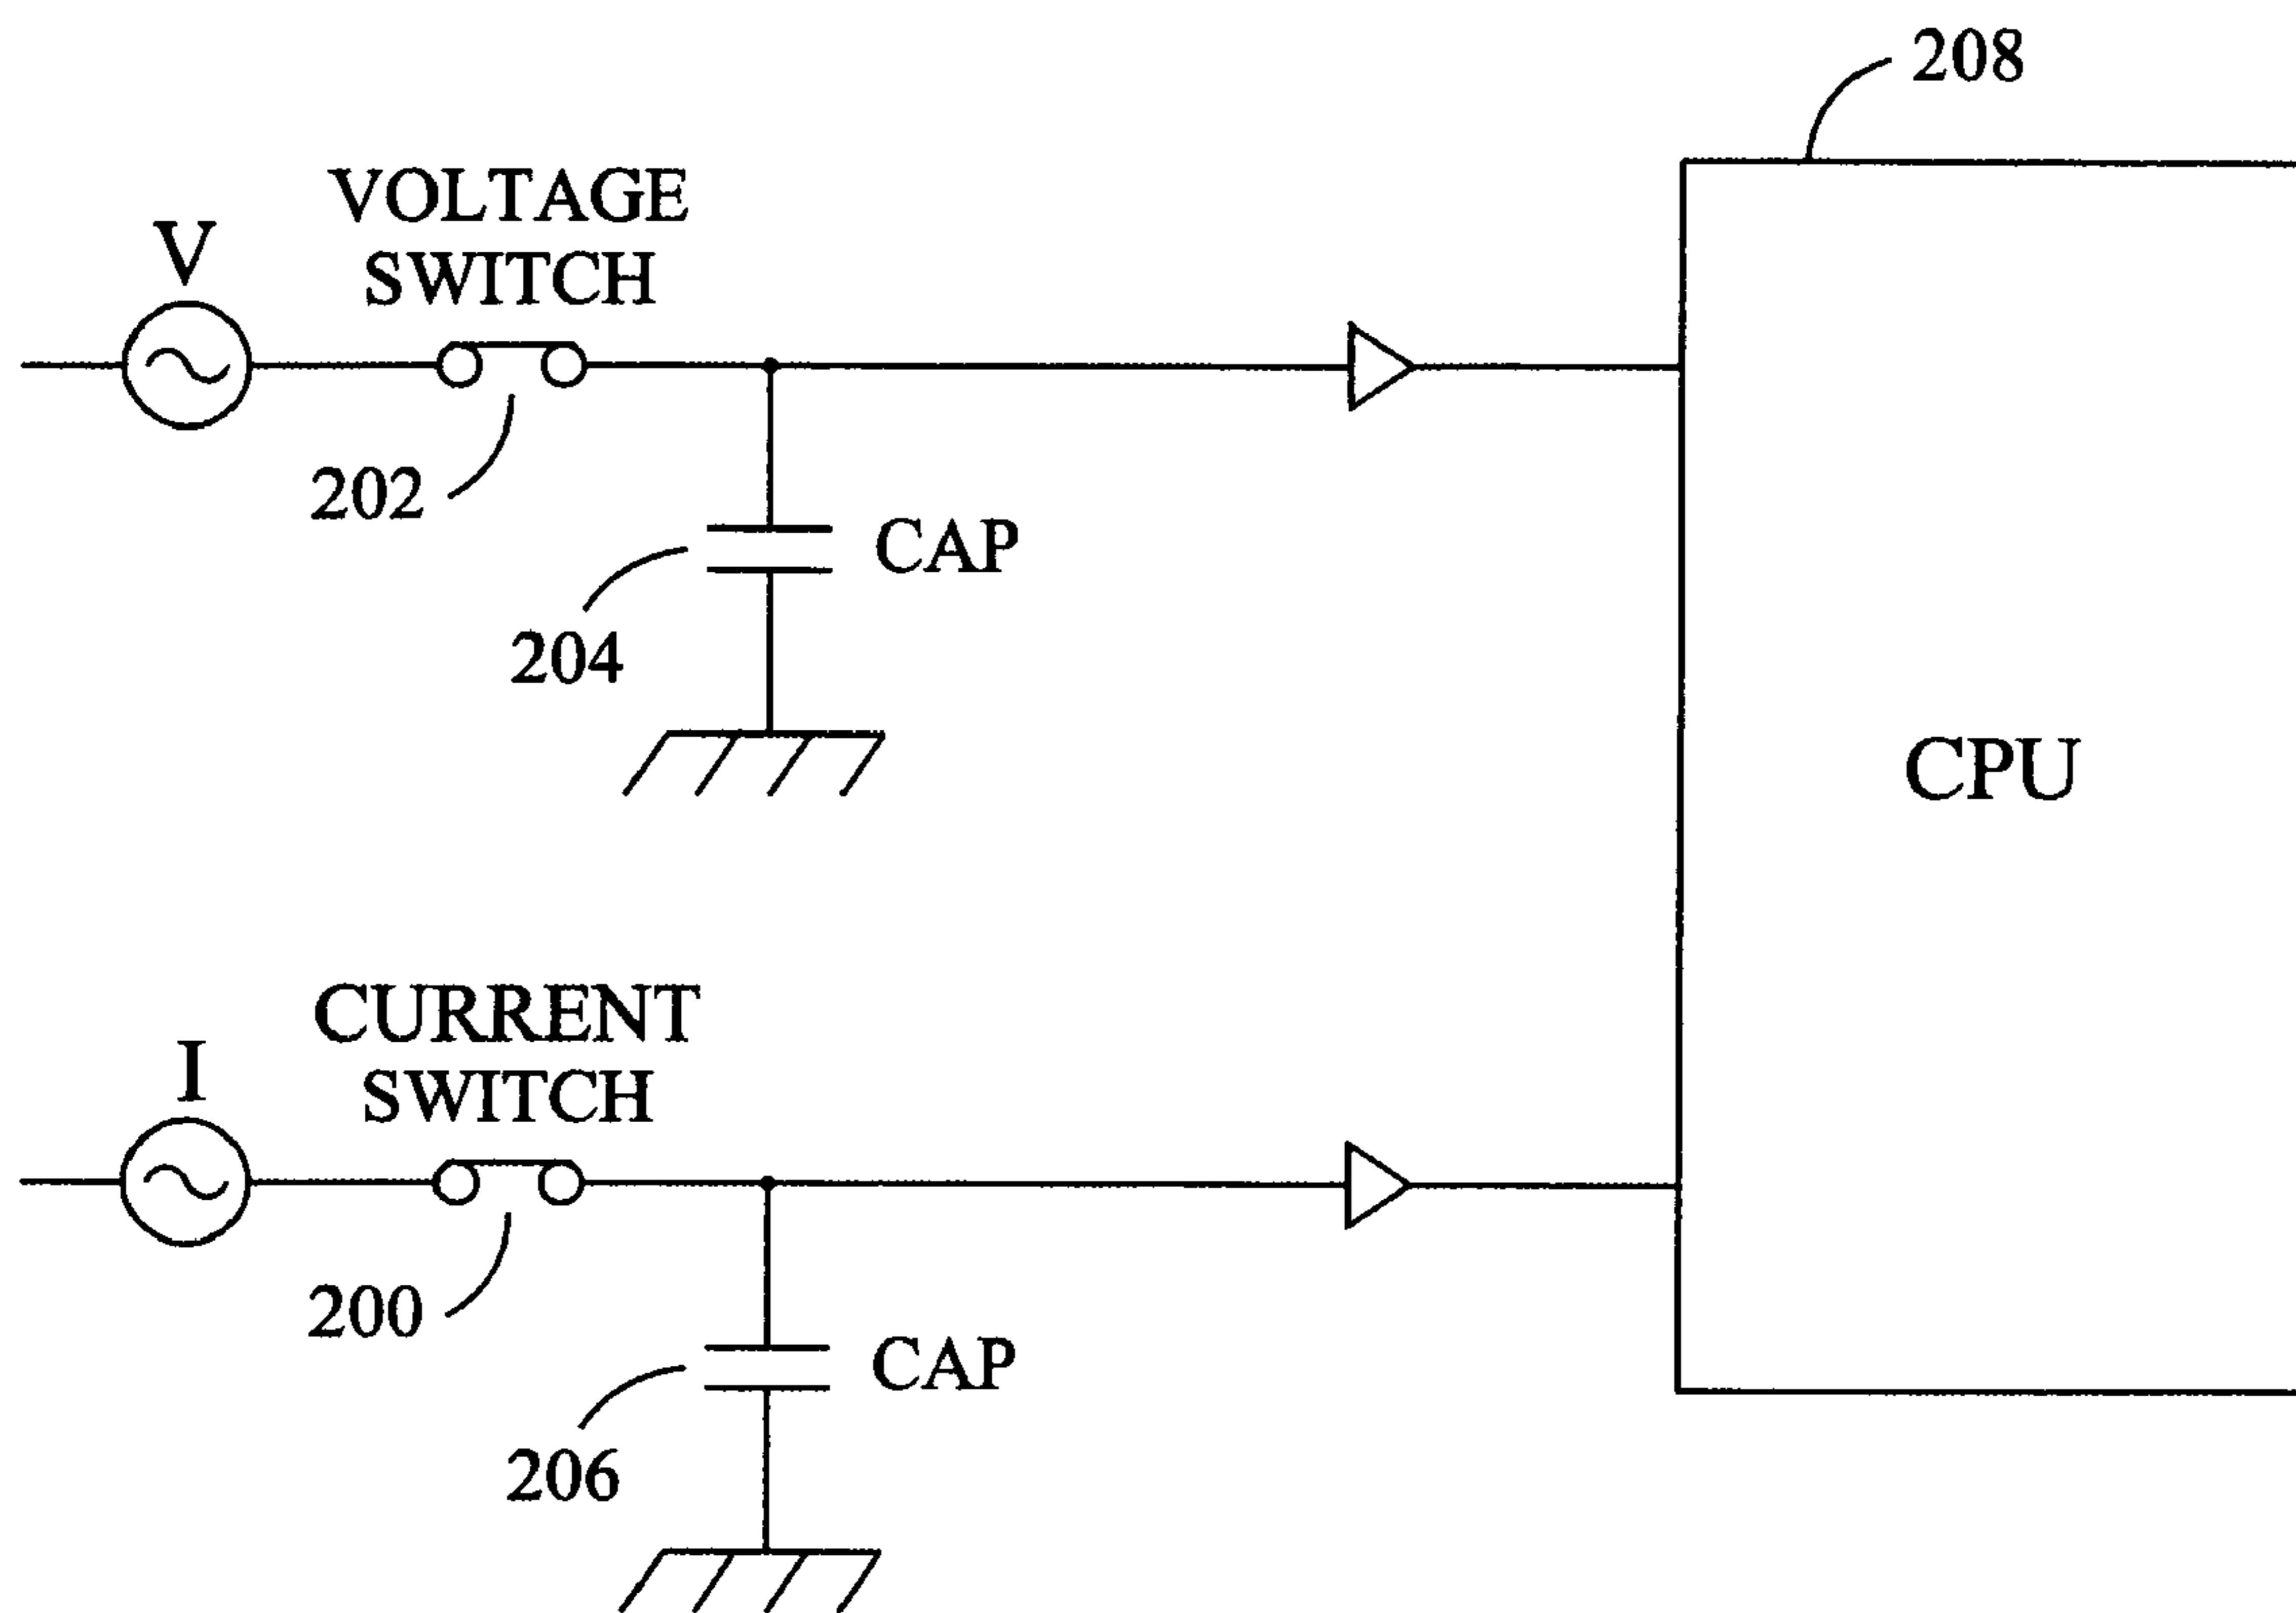 208
VOLTAGE
SWITCH
V
202
CAP
204
CPU
CURRENT
SWITCH
I
200
CAP
206